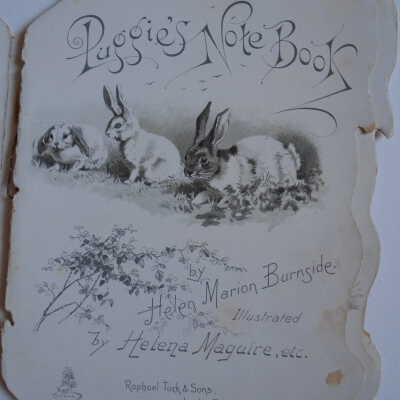 Puggie's Note Book
by
Helen Marion Burnside.
Illustrated
by Helena Maguire, etc.
Raphael Tuck & Sons,